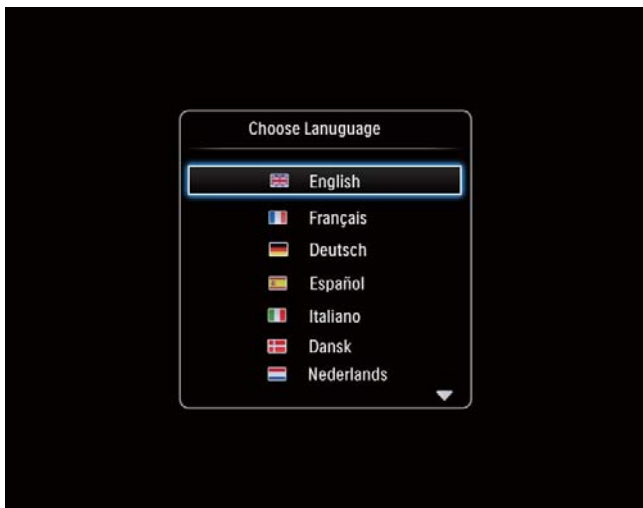 Choose Lanuguage
English
Français
Deutsch
Español
Italiano
Dansk
Nederlands